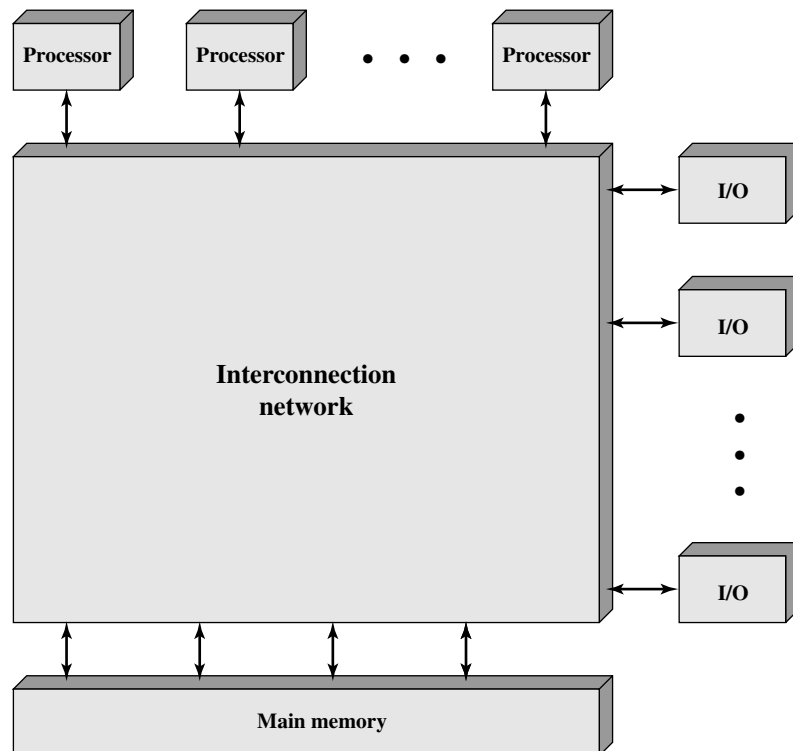 Processor
Processor
Processor
I/O
I/O
Interconnection
network
I/O
Main memory